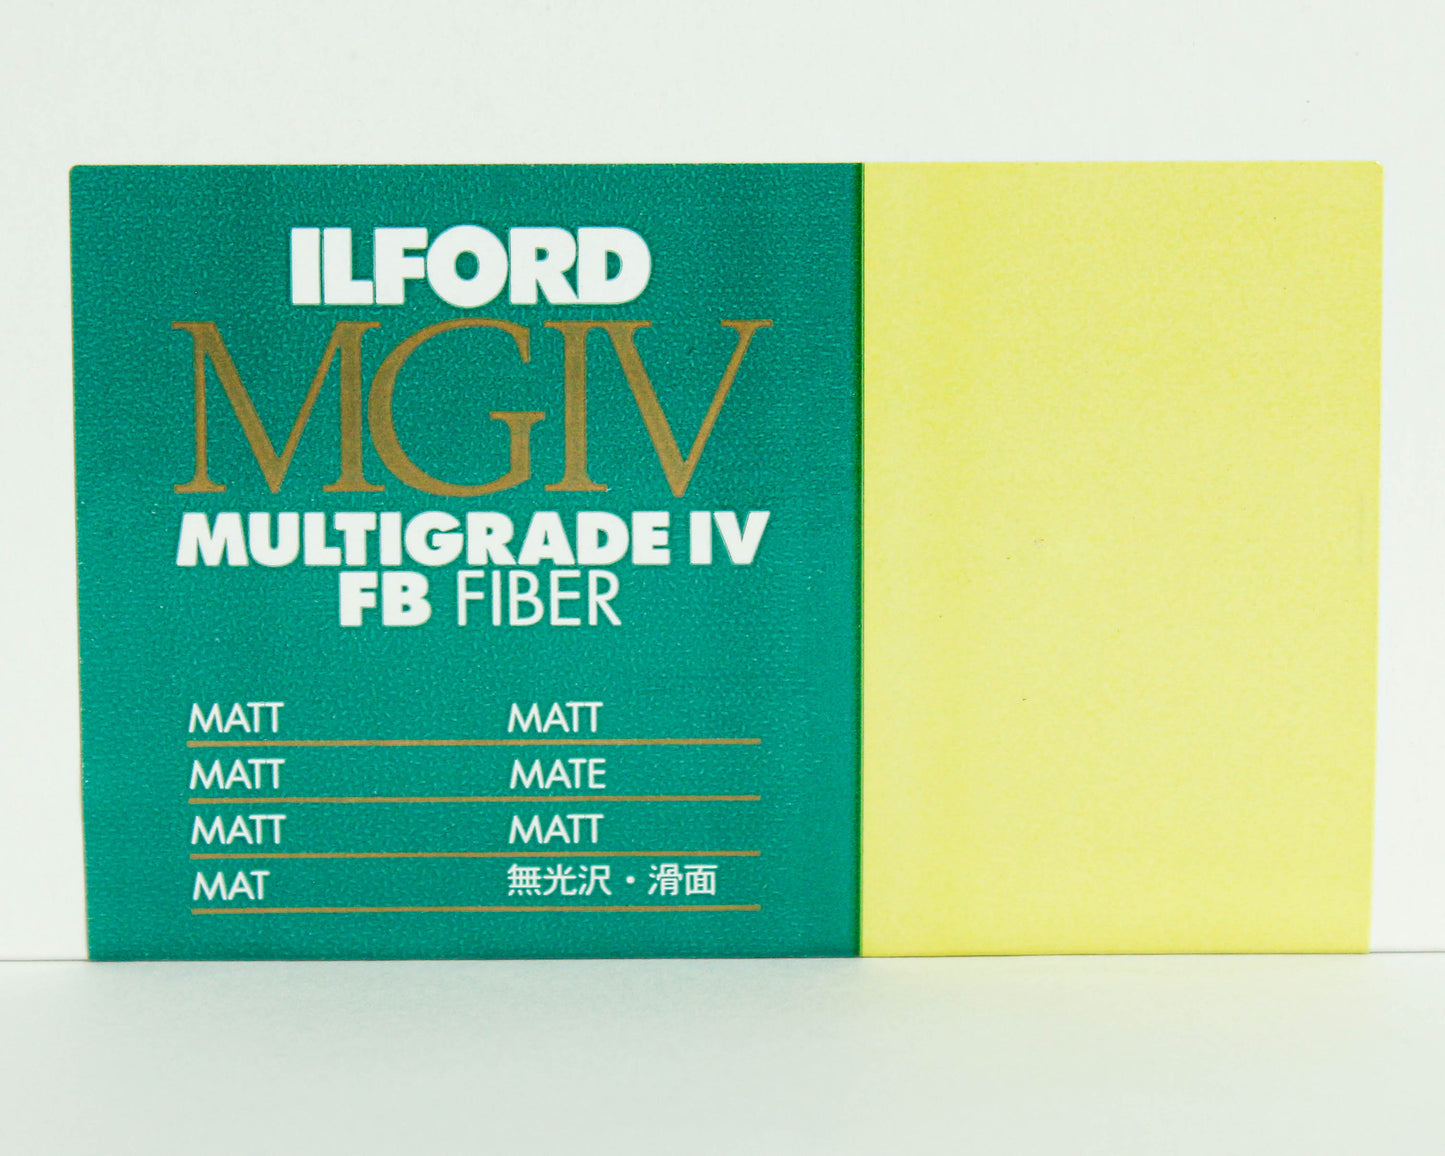 ILFORD
MGIV
MULTIGRADE IV
FB FIBER
MATT MATT
MATT MATE
MATT MATT
MAT 無光沢・滑面